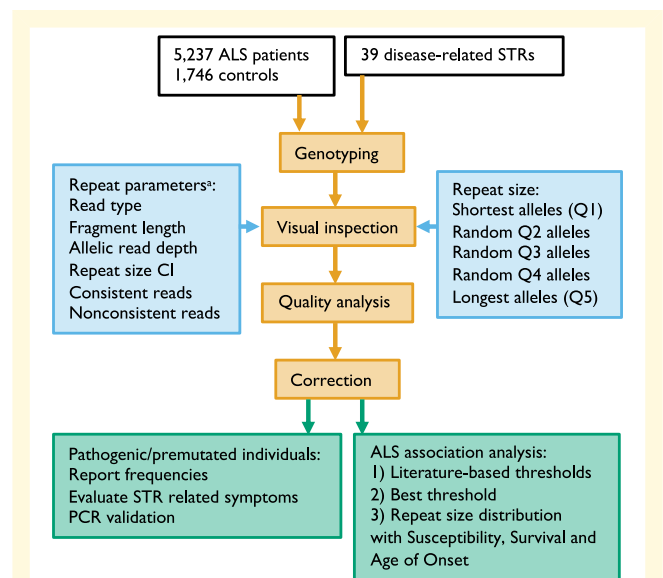 5,237 ALS patients
1,746 controls
39 disease-related STRs
Genotyping
Repeat parametersᵃ:
Read type
Fragment length
Allelic read depth
Repeat size CI
Consistent reads
Nonconsistent reads
Visual inspection
Repeat size:
Shortest alleles (Q1)
Random Q2 alleles
Random Q3 alleles
Random Q4 alleles
Longest alleles (Q5)
Quality analysis
Correction
Pathogenic/premutated individuals:
Report frequencies
Evaluate STR related symptoms
PCR validation
ALS association analysis:
1) Literature-based thresholds
2) Best threshold
3) Repeat size distribution
with Susceptibility, Survival and
Age of Onset